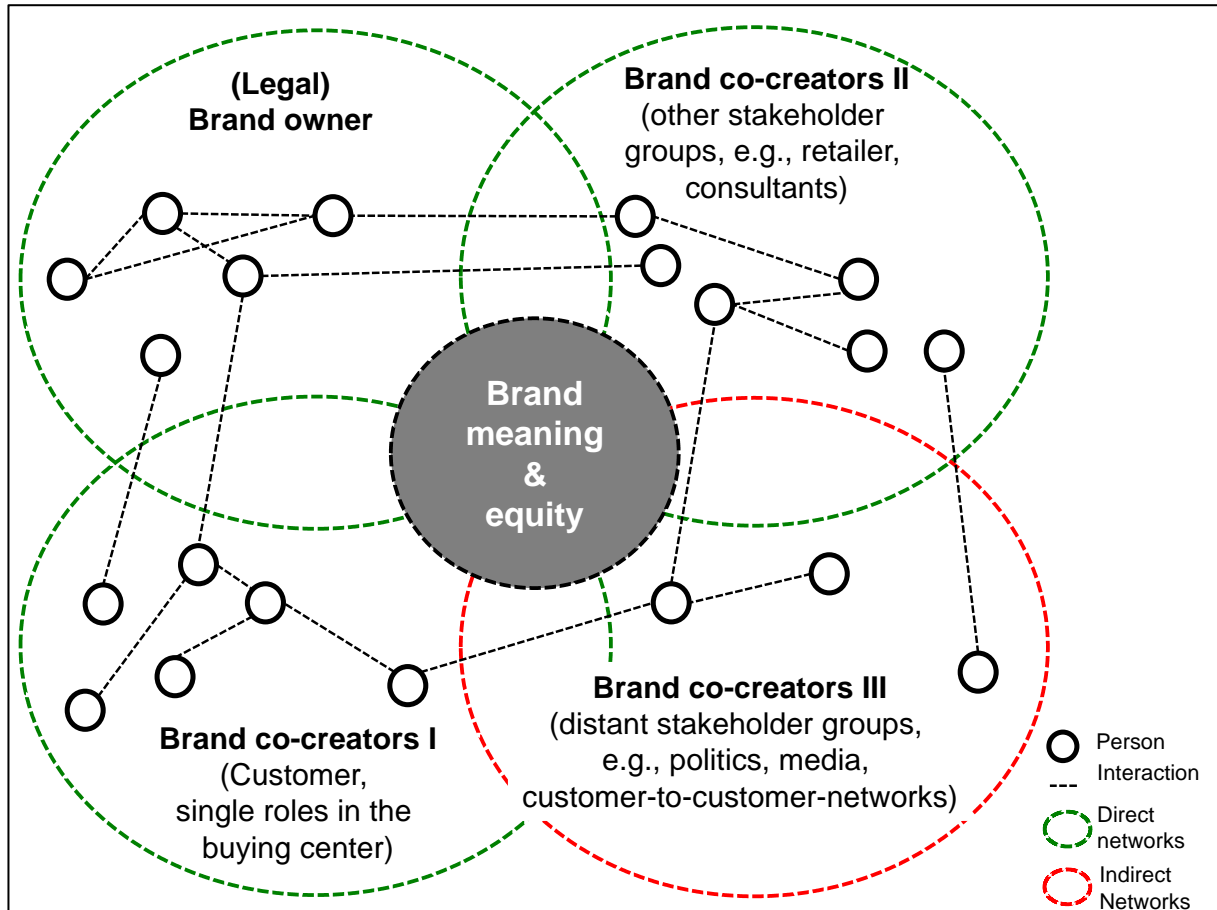 (Legal)
Brand owner
Brand co-creators II
(other stakeholder
groups, e.g., retailer,
consultants)
Brand
meaning
&
equity
Brand co-creators I
(Customer,
single roles in the
buying center)
Brand co-creators III
(distant stakeholder groups,
e.g., politics, media,
customer-to-customer-networks)
Person
Interaction
Direct
networks
Indirect
Networks